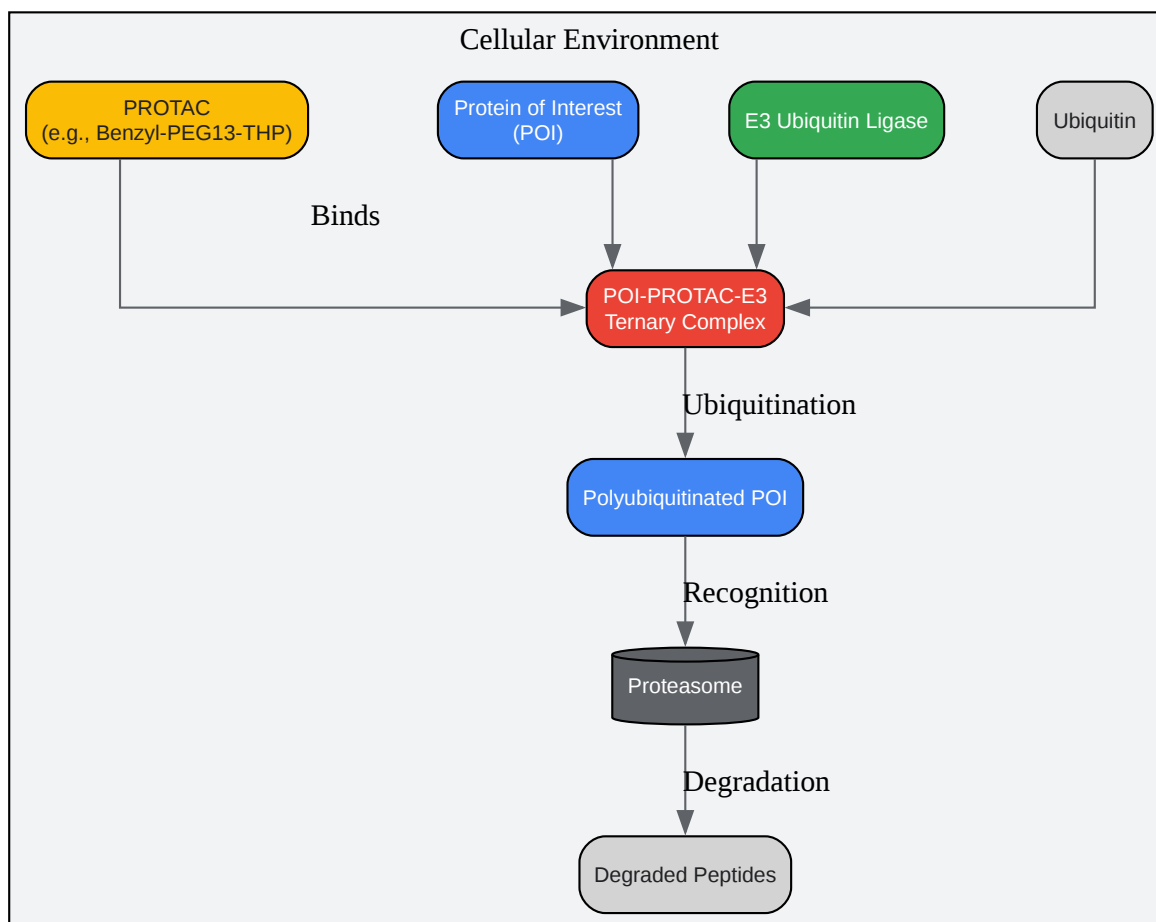 Cellular Environment
PROTAC
(e.g., Benzyl-PEG13-THP)
Protein of Interest
(POI)
E3 Ubiquitin Ligase
Ubiquitin
Binds
POI-PROTAC-E3
Ternary Complex
Ubiquitination
Polyubiquitinated POI
Recognition
Proteasome
Degradation
Degraded Peptides